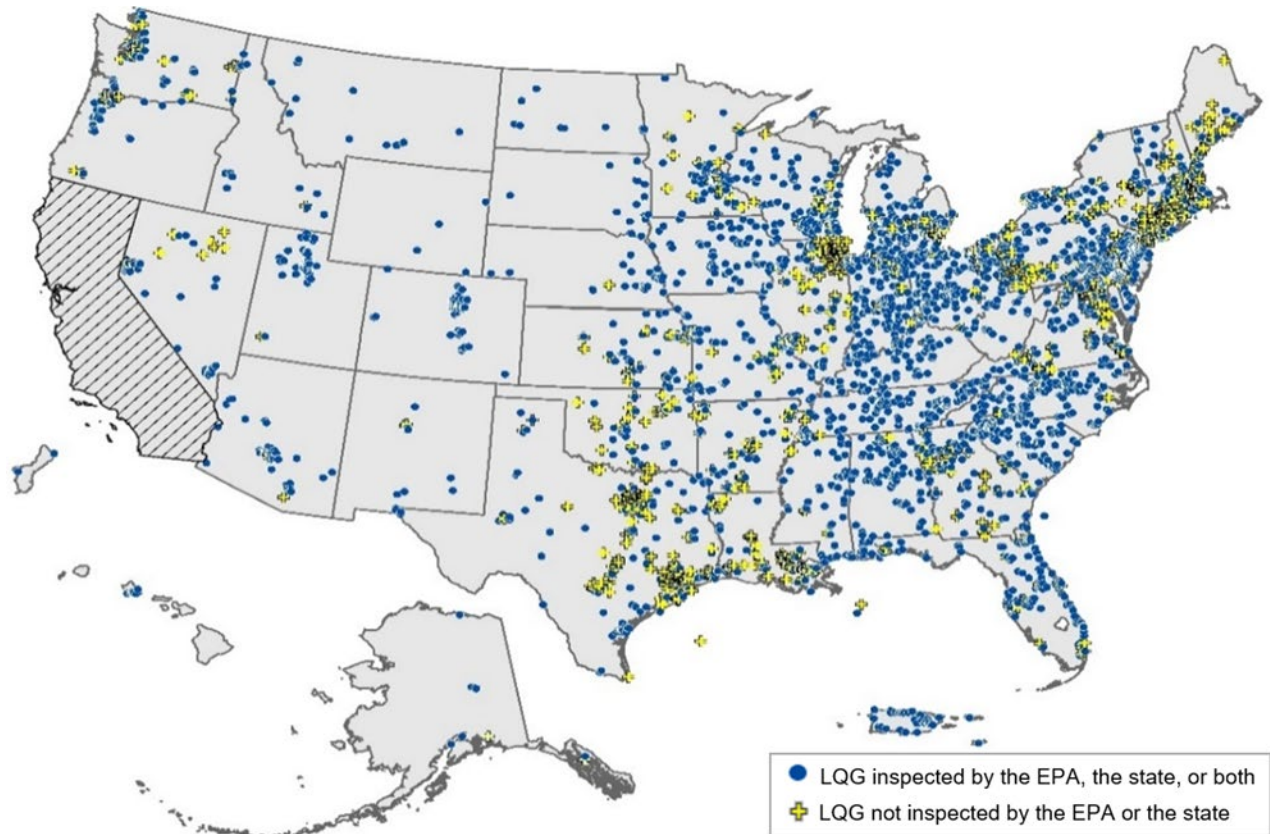 LQG inspected by the EPA, the state, or both
LQG not inspected by the EPA or the state